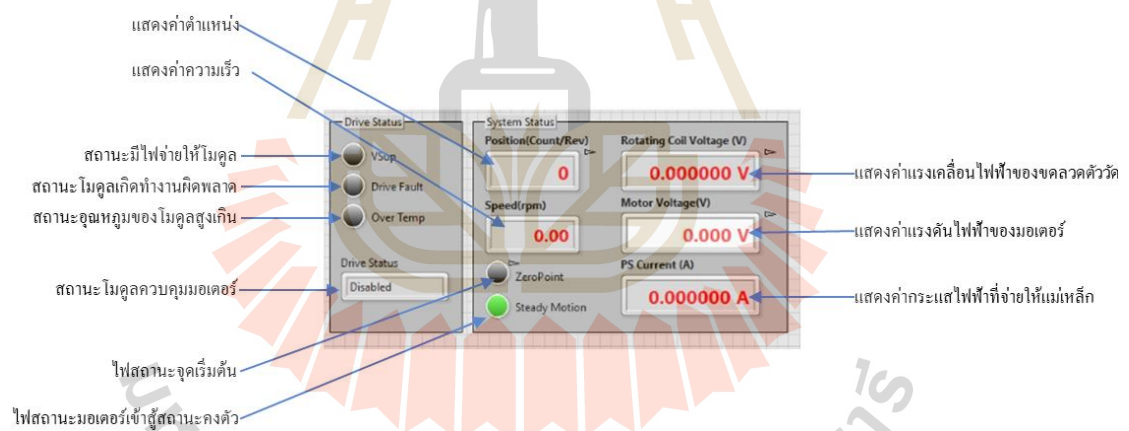 แสดงค่าตำแหน่ง
แสดงค่าความเร็ว
สถานะมีไฟจ่ายให้โมดูล
สถานะโมดูลเกิดทำงานผิดพลาด
สถานะอุณหภูมของโมดูลสูงเกิน
สถานะโมดูลควบคุมมอเตอร์
ไฟสถานะจุดเริ่มต้น
ไฟสถานะมอเตอร์เข้าสู้สถานะคงตัว
Drive Status
VSop
Drive Fault
Over Temp
Drive Status
Disabled
System Status
Position(Count/Rev)
0
Speed(rpm)
0.00
ZeroPoint
Steady Motion
Rotating Coil Voltage (V)
0.000000 V
Motor Voltage(V)
0.000 V
PS Current (A)
0.000000 A
แสดงค่าแรงเคลื่อนไฟฟ้าของขดลวดตัววัด
แสดงค่าแรงดันไฟฟ้าของมอเตอร์
แสดงค่ากระแสไฟฟ้าที่จ่ายให้แม่เหล็ก